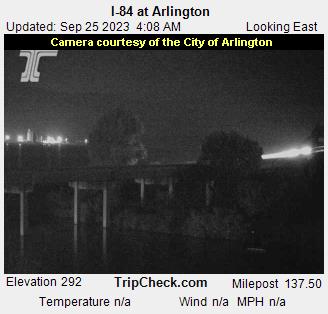 I-84 at Arlington
Updated: Sep 25 2023 4:08 AM Looking East
Camera courtesy of the City of Arlington
Elevation 292 TripCheck.com Milepost 137.50
Temperature n/a Wind n/a MPH n/a